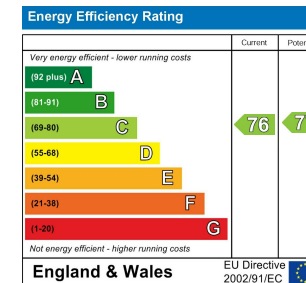 Energy Efficiency Rating
Current
Very energy efficient - lower running costs
(92 plus) A
(81-91) B
(69-80) C
76
(55-68) D
(39-54) E
(21-38) F
(1-20) G
Not energy efficient - higher running costs
England & Wales
EU Directive
2002/91/EC